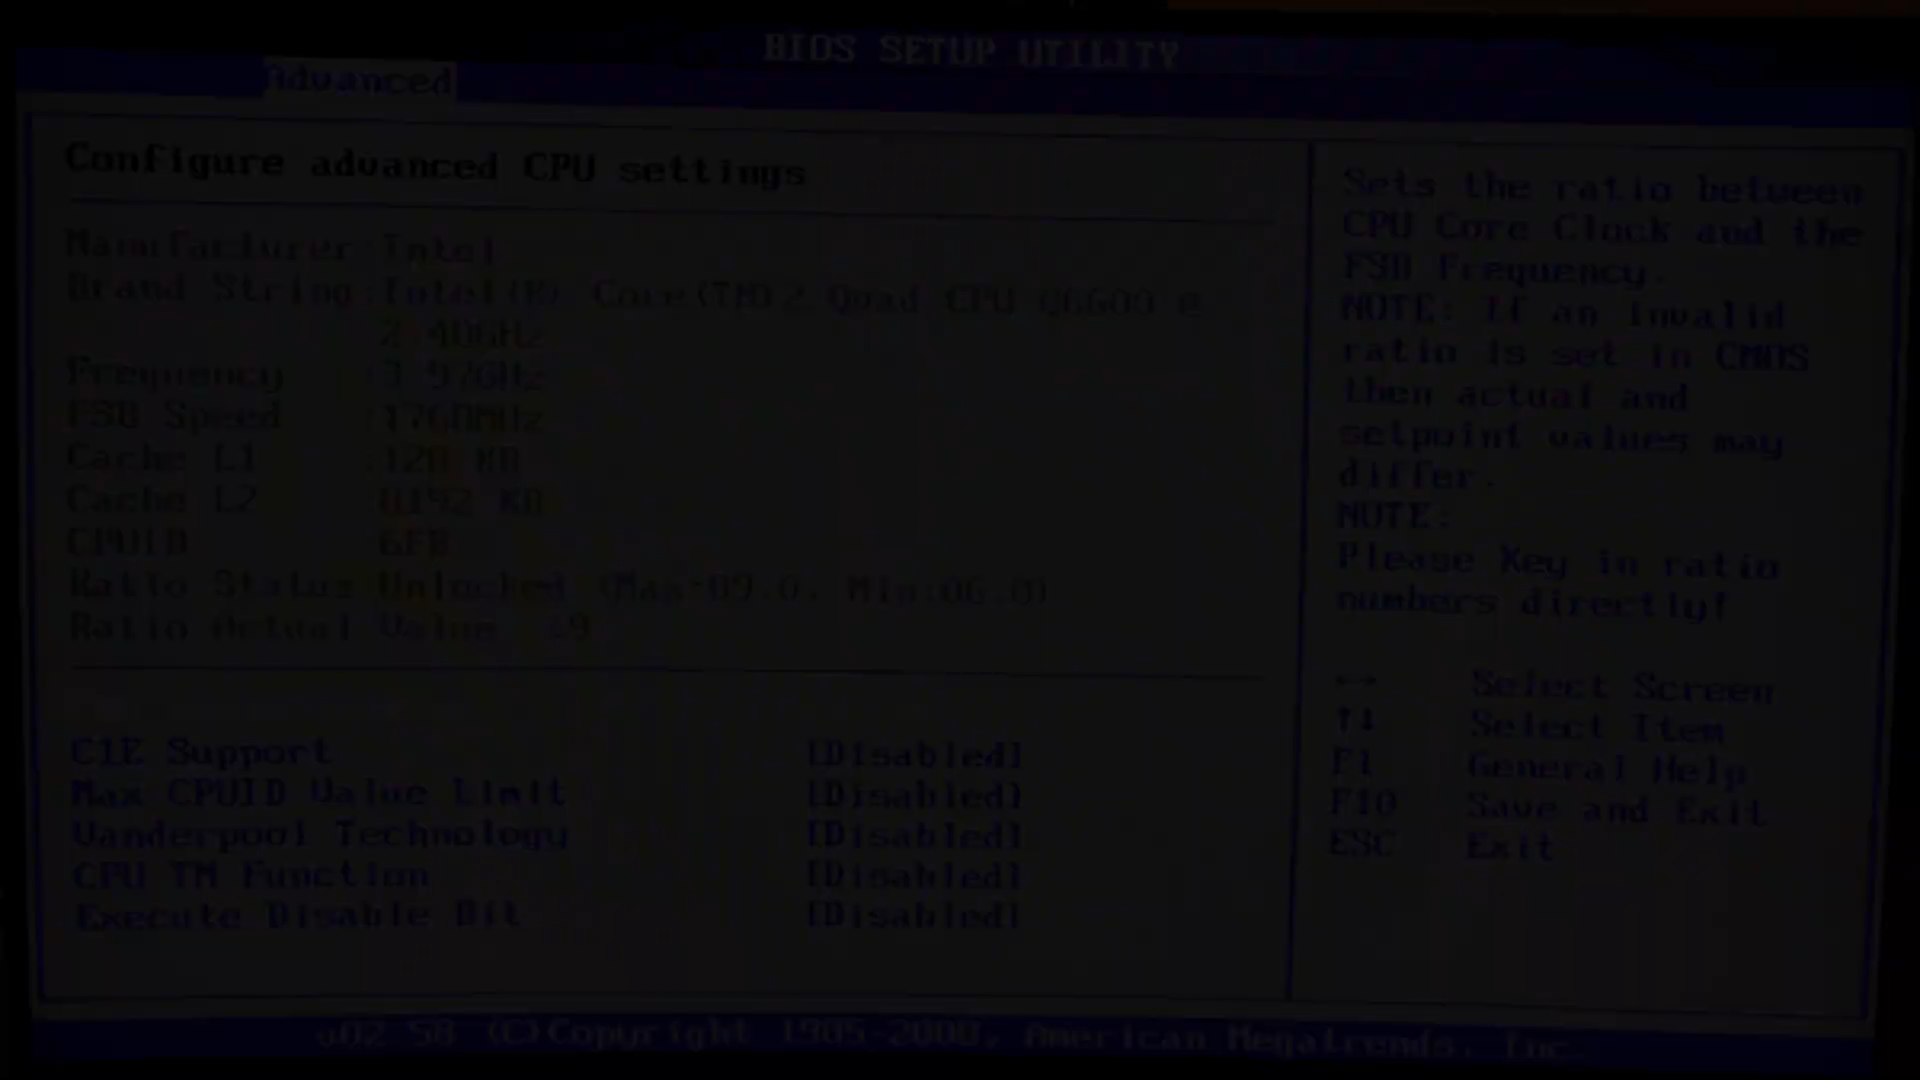 BIOS SETUP UTILITY
Advanced
Configure advanced CPU settings
Manufacturer:Intel
Brand String:Intel(R) Core(TM)2 Quad CPU Q6600 @
2.40GHz
Frequency :3.97GHz
FSB Speed :1760MHz
Cache L1 :128 KB
Cache L2 :8192 KB
CPUID :6FB
Ratio Status:Unlocked (Max:09.0, Min:06.0)
Ratio Actual Value :9
C1E Support [Disabled]
Max CPUID Value Limit [Disabled]
Vanderpool Technology [Disabled]
CPU TM Function [Disabled]
Execute Disable Bit [Disabled]
Sets the ratio between
CPU Core Clock and the
FSB Frequency.
NOTE: If an invalid
ratio is set in CMOS
then actual and
setpoint values may
differ.
NOTE:
Please Key in ratio
numbers directly!
←→ Select Screen
↑↓ Select Item
F1 General Help
F10 Save and Exit
ESC Exit
v02.58 (C)Copyright 1985-2008, American Megatrends, Inc.